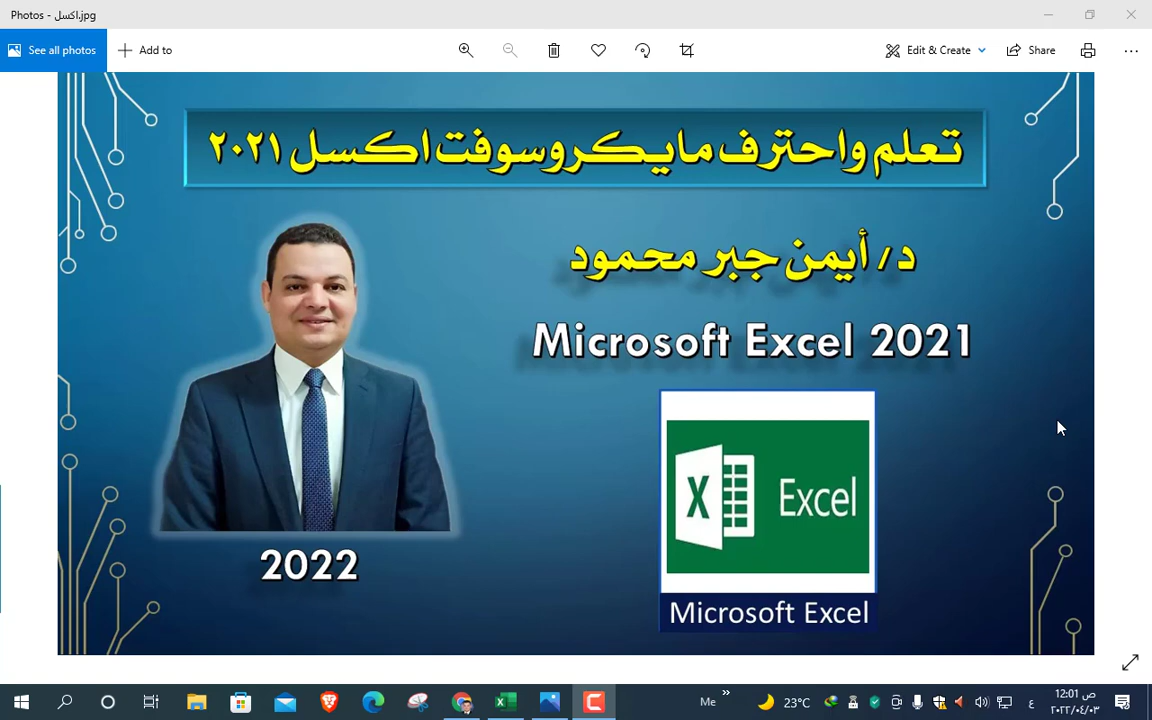 Photos - اكسل.jpg
See all photos
Add to
Edit & Create
Share
تعلم واحترف مايكروسوفت اكسل ٢٠٢١
د/ أيمن جبر محمود
Microsoft Excel 2021
X Excel
Microsoft Excel
2022
Me
23°C
ع
12:01 ص
٢٠٢٢/٠٤/٠٣